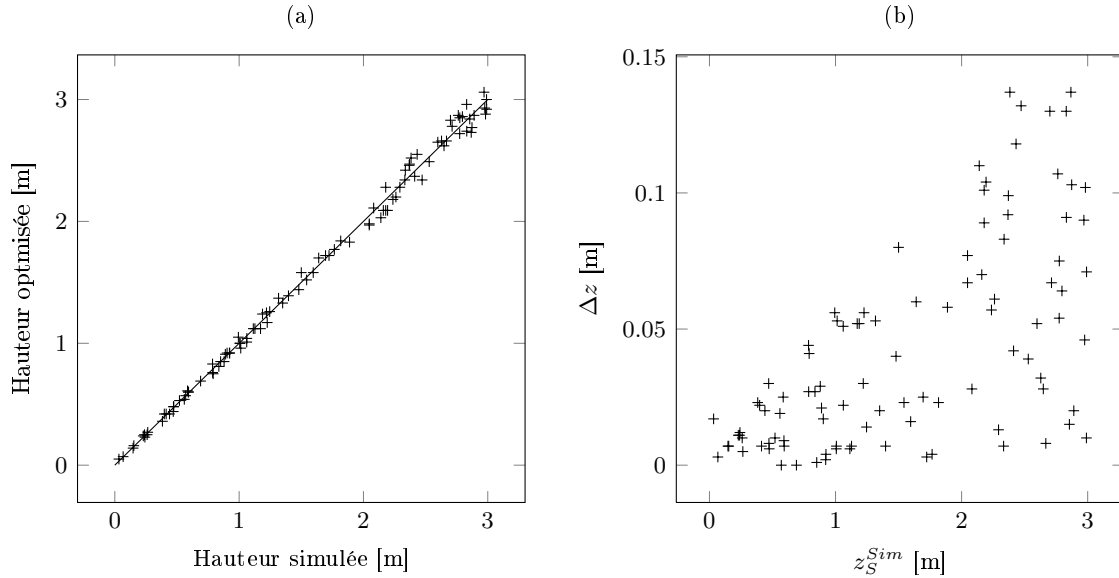 (a)
3
2
1
0
0 1 2 3
Hauteur optmisée [m]
Hauteur simulée [m]
(b)
0.15
0.1
0.05
0
0 1 2 3
Δz [m]
z_S^{Sim} [m]